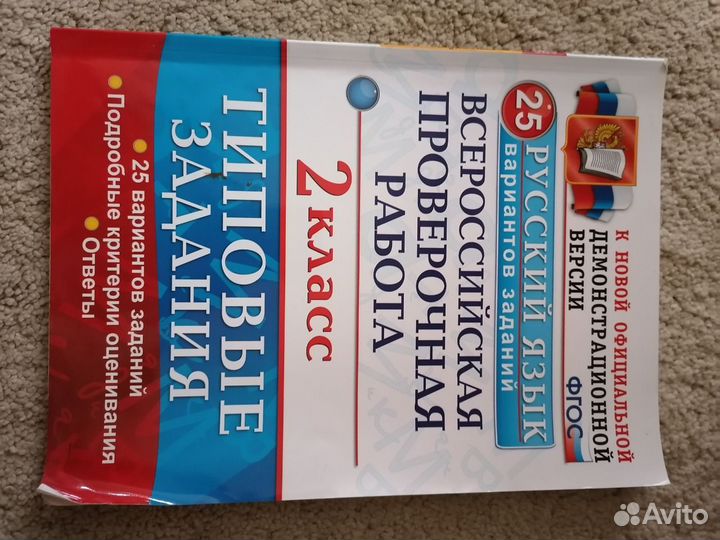 К НОВОЙ ОФИЦИАЛЬНОЙ
ДЕМОНСТРАЦИОННОЙ
ВЕРСИИ
ФГОС
25
РУССКИЙ ЯЗЫК
вариантов заданий
ВСЕРОССИЙСКАЯ
ПРОВЕРОЧНАЯ
РАБОТА
2 класс
ТИПОВЫЕ
ЗАДАНИЯ
25 вариантов заданий
Подробные критерии оценивания
Ответы
Avito